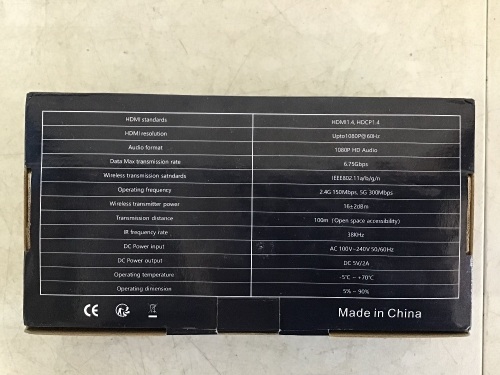 HDMI standards HDMI1.4, HDCP1.4
HDMI resolution Upto1080P@60Hz
Audio format 1080P HD Audio
Data Max transmission rate 6.75Gbps
Wireless transmission satndards IEEE802.11a/b/g/n
Operating frequency 2.4G 150Mbps, 5G 300Mbps
Wireless transmitter power 16±2dBm
Transmission distance 100m (Open space accessibility)
IR frequency rate 38KHz
DC Power input AC 100V~240V 50/60Hz
DC Power output DC 5V/2A
Operating temperature -5℃ ~ +70℃
Operating dimension 5% ~ 90%
CE Made in China